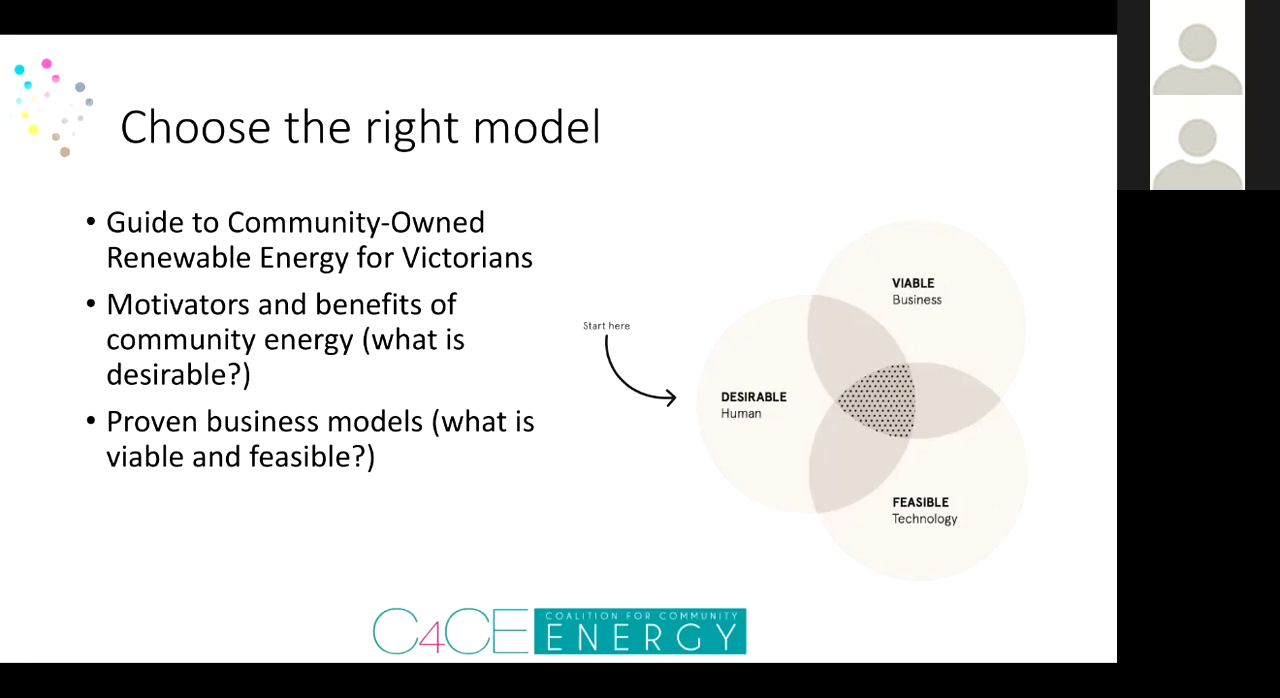 Choose the right model
• Guide to Community-Owned
Renewable Energy for Victorians
• Motivators and benefits of
community energy (what is
desirable?)
• Proven business models (what is
viable and feasible?)
Start here
VIABLE
Business
DESIRABLE
Human
FEASIBLE
Technology
C4CE
COALITION FOR COMMUNITY
ENERGY